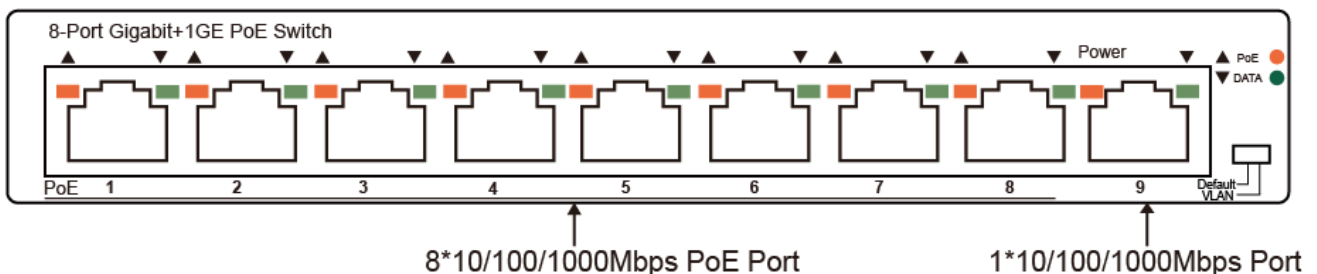 8-Port Gigabit+1GE PoE Switch
Power
▲ PoE
▼ DATA
PoE 1 2 3 4 5 6 7 8 9
Default
VLAN
8*10/100/1000Mbps PoE Port
1*10/100/1000Mbps Port